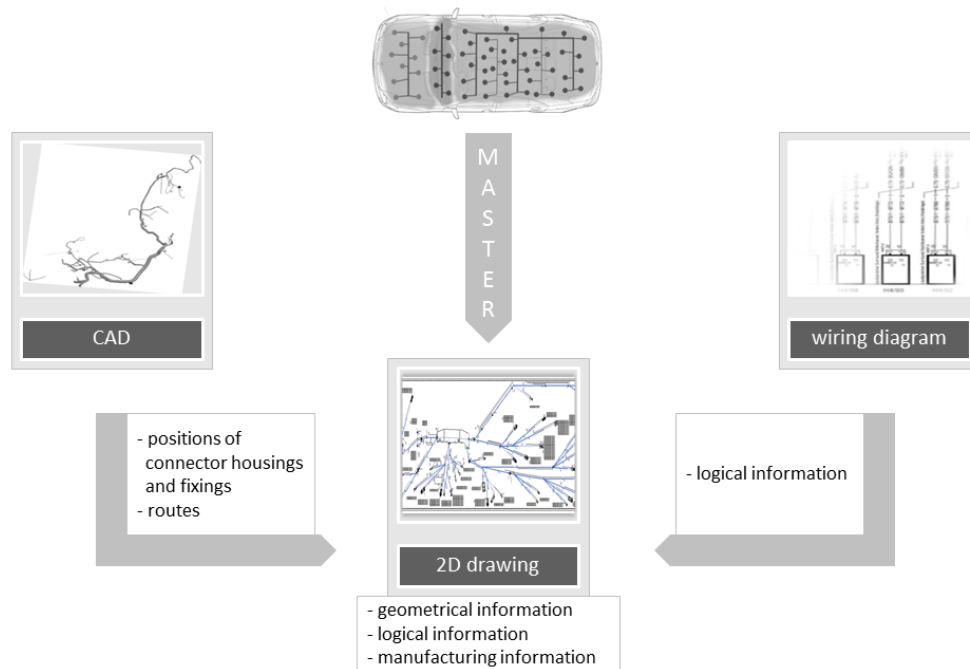 MASTER
CAD
wiring diagram
- positions of
connector housings
and fixings
- routes
- logical information
2D drawing
- geometrical information
- logical information
- manufacturing information